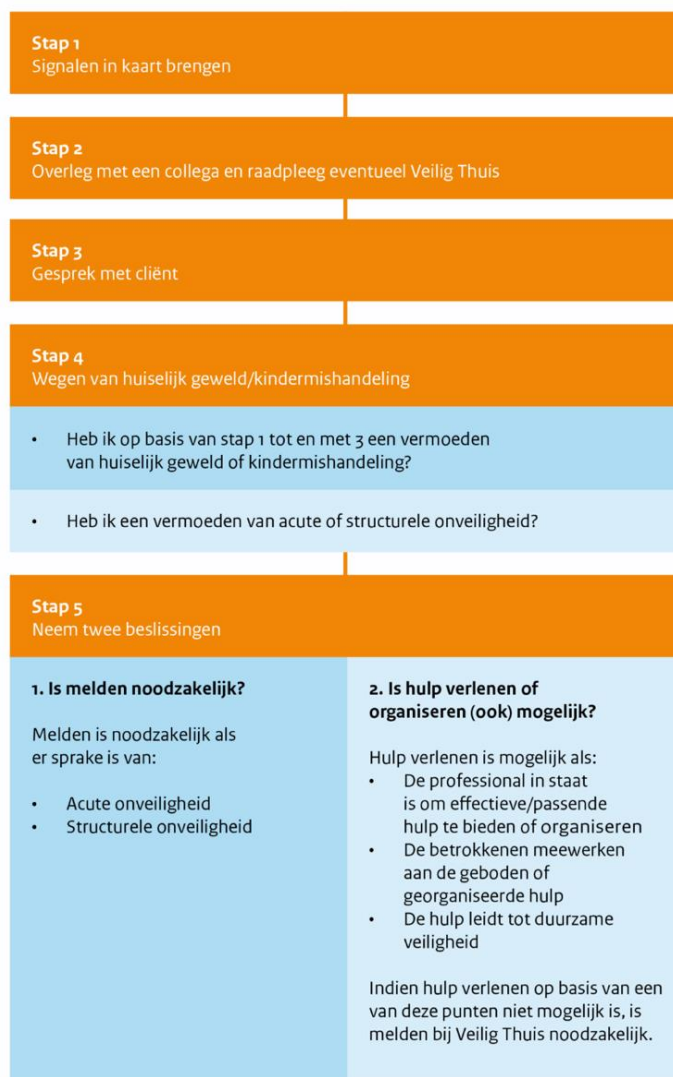 Stap 1
Signalen in kaart brengen
Stap 2
Overleg met een collega en raadpleeg eventueel Veilig Thuis
Stap 3
Gesprek met cliënt
Stap 4
Wegen van huiselijk geweld/kindermishandeling
• Heb ik op basis van stap 1 tot en met 3 een vermoeden
van huiselijk geweld of kindermishandeling?
• Heb ik een vermoeden van acute of structurele onveiligheid?
Stap 5
Neem twee beslissingen
1. Is melden noodzakelijk?
Melden is noodzakelijk als
er sprake is van:
• Acute onveiligheid
• Structurele onveiligheid
2. Is hulp verlenen of
organiseren (ook) mogelijk?
Hulp verlenen is mogelijk als:
• De professional in staat
is om effectieve/passende
hulp te bieden of organiseren
• De betrokkenen meewerken
aan de geboden of
georganiseerde hulp
• De hulp leidt tot duurzame
veiligheid
Indien hulp verlenen op basis van een
van deze punten niet mogelijk is, is
melden bij Veilig Thuis noodzakelijk.